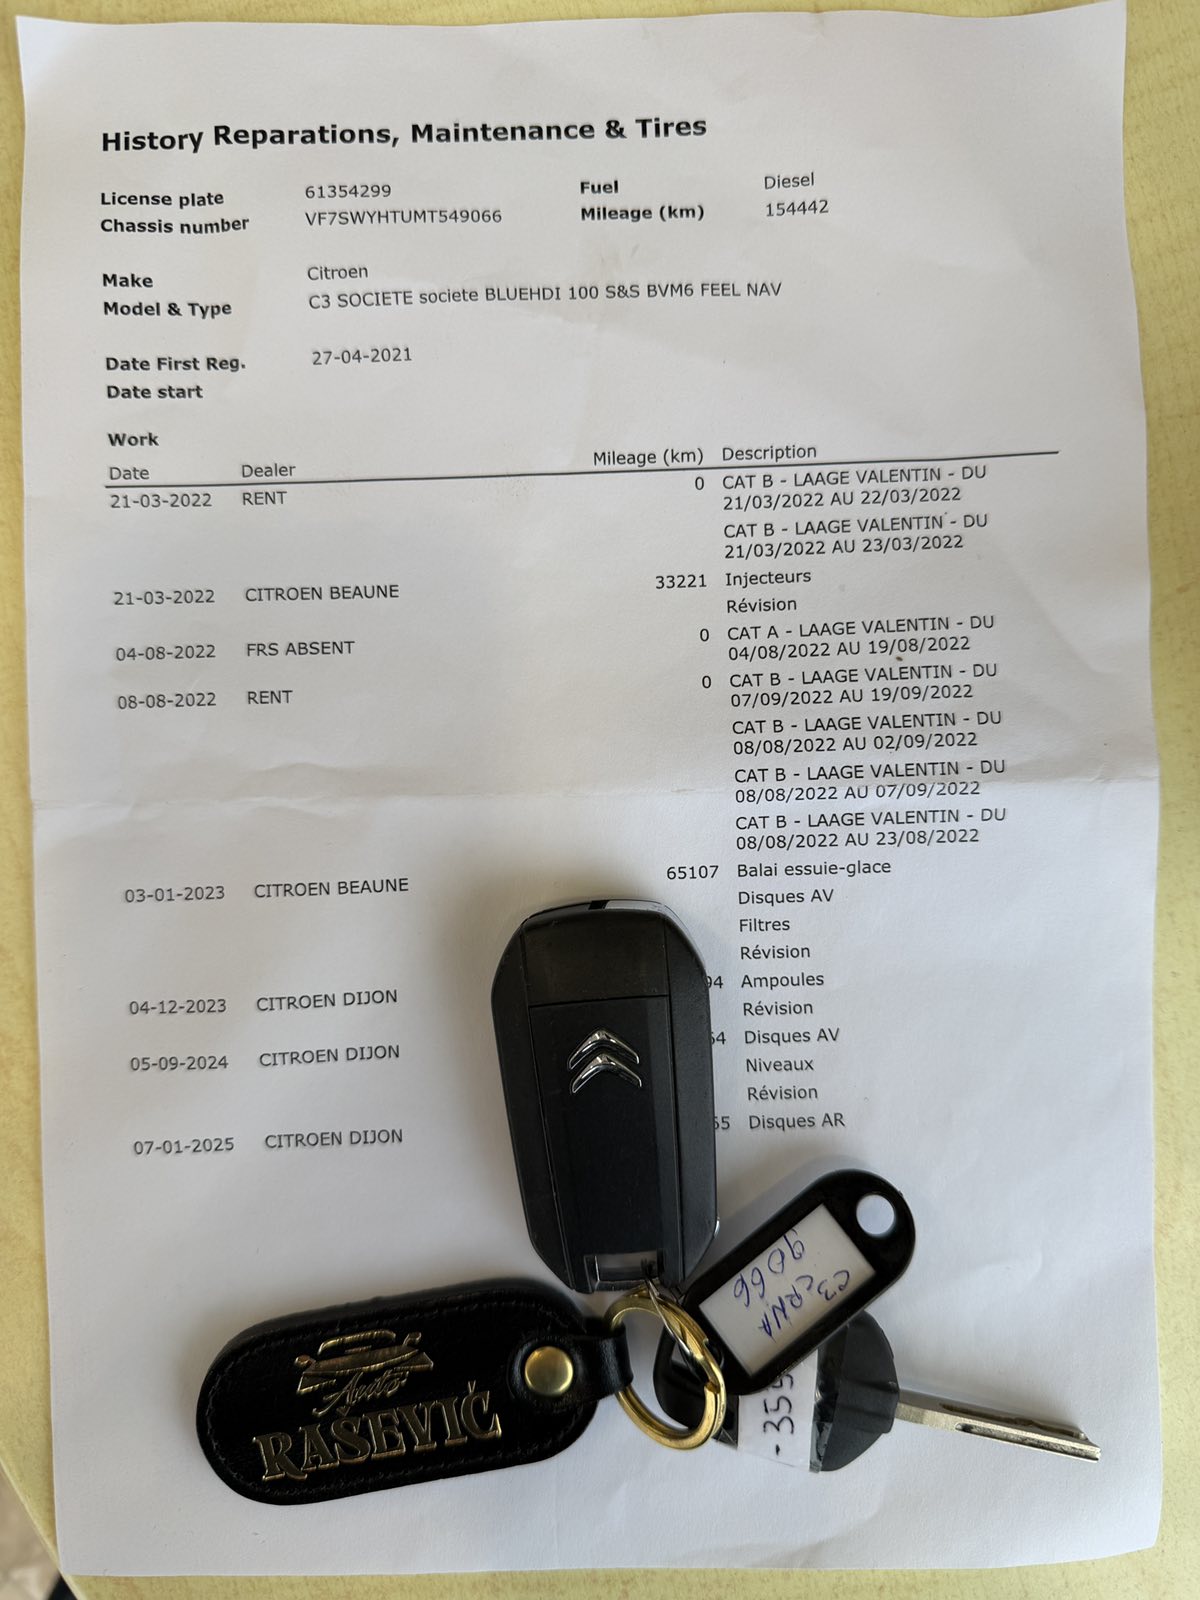 History Reparations, Maintenance & Tires
License plate 61354299 Fuel Diesel
Chassis number VF7SWYHTUMT549066 Mileage (km) 154442
Make Citroen
Model & Type C3 SOCIETE societe BLUEHDI 100 S&S BVM6 FEEL NAV
Date First Reg. 27-04-2021
Date start
Work
Date Dealer Mileage (km) Description
21-03-2022 RENT 0 CAT B - LAAGE VALENTIN - DU
21/03/2022 AU 22/03/2022
CAT B - LAAGE VALENTIN - DU
21/03/2022 AU 23/03/2022
21-03-2022 CITROEN BEAUNE 33221 Injecteurs
Révision
04-08-2022 FRS ABSENT 0 CAT A - LAAGE VALENTIN - DU
04/08/2022 AU 19/08/2022
08-08-2022 RENT 0 CAT B - LAAGE VALENTIN - DU
07/09/2022 AU 19/09/2022
CAT B - LAAGE VALENTIN - DU
08/08/2022 AU 02/09/2022
CAT B - LAAGE VALENTIN - DU
08/08/2022 AU 07/09/2022
CAT B - LAAGE VALENTIN - DU
08/08/2022 AU 23/08/2022
03-01-2023 CITROEN BEAUNE 65107 Balai essuie-glace
Disques AV
Filtres
Révision
04-12-2023 CITROEN DIJON Ampoules
Révision
05-09-2024 CITROEN DIJON Disques AV
Niveaux
Révision
07-01-2025 CITROEN DIJON Disques AR
C3 CRNA
9066
Auto
RASEVIČ